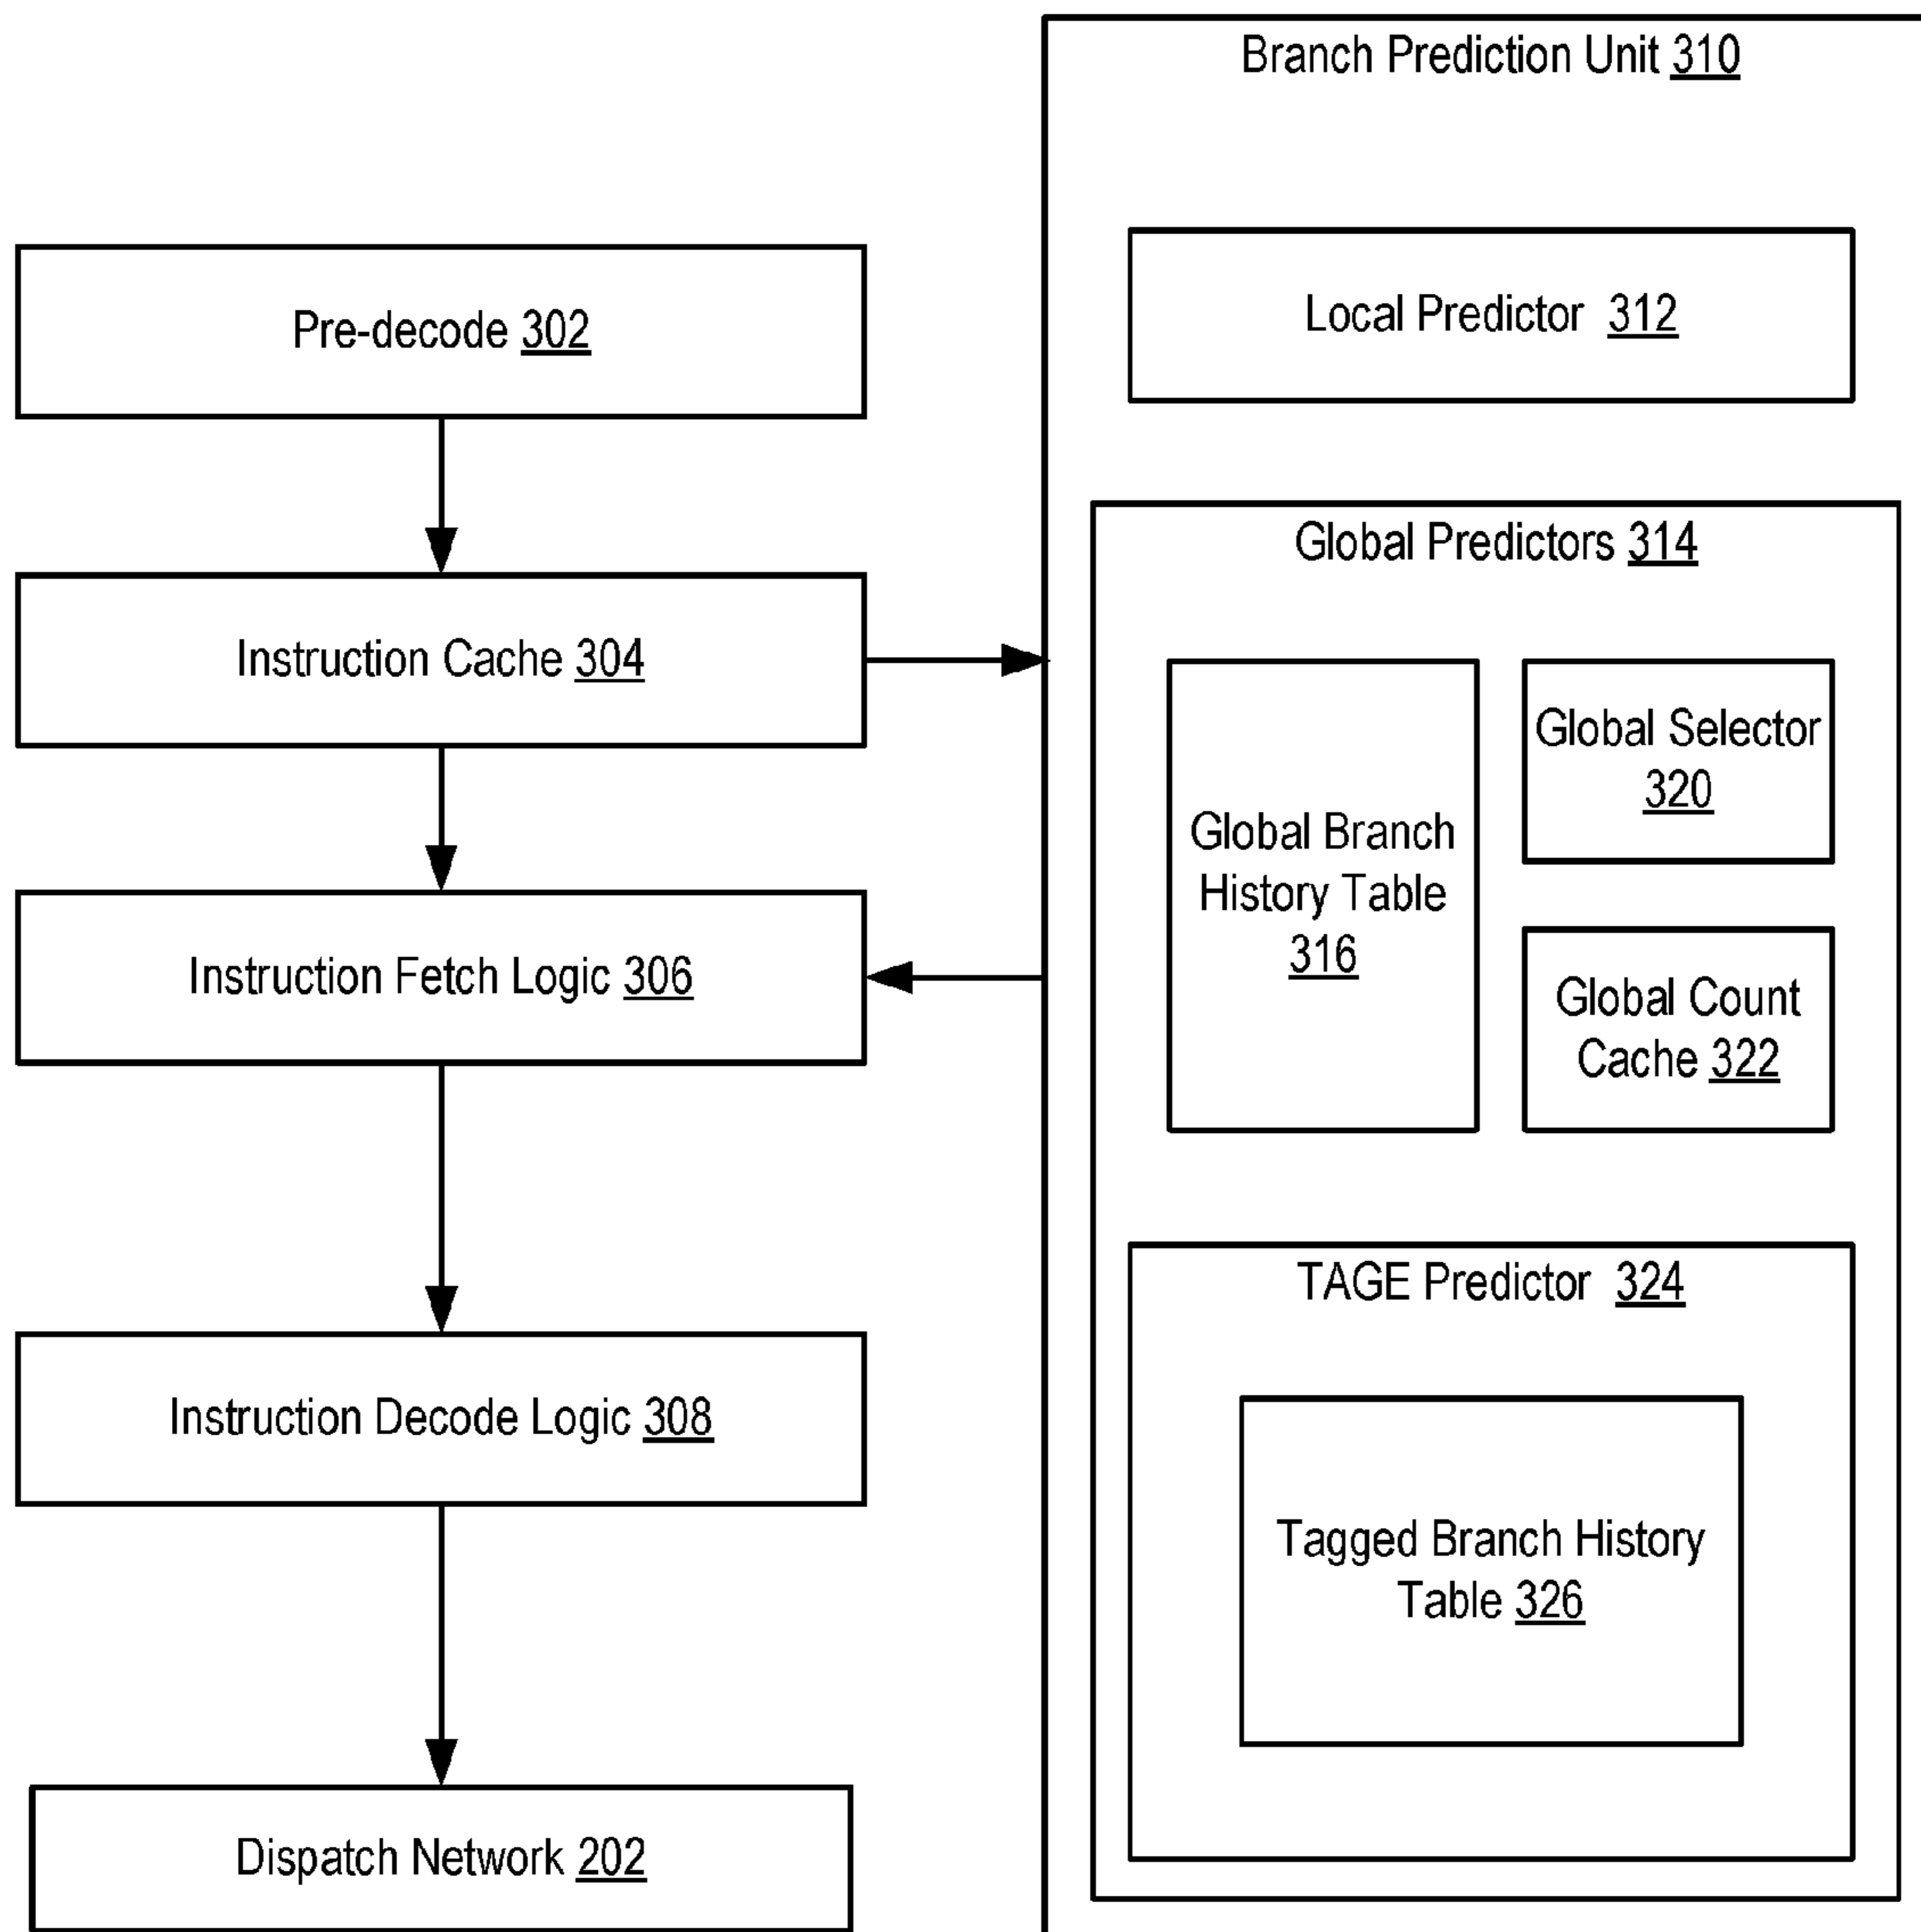 Branch Prediction Unit 310
Local Predictor 312
Pre-decode 302
Global Predictors 314
Instruction Cache 304
Global Selector
320
Global Branch
History Table
316
Instruction Fetch Logic 306
Global Count
Cache 322
TAGE Predictor 324
Instruction Decode Logic 308
Tagged Branch History
Table 326
Dispatch Network 202